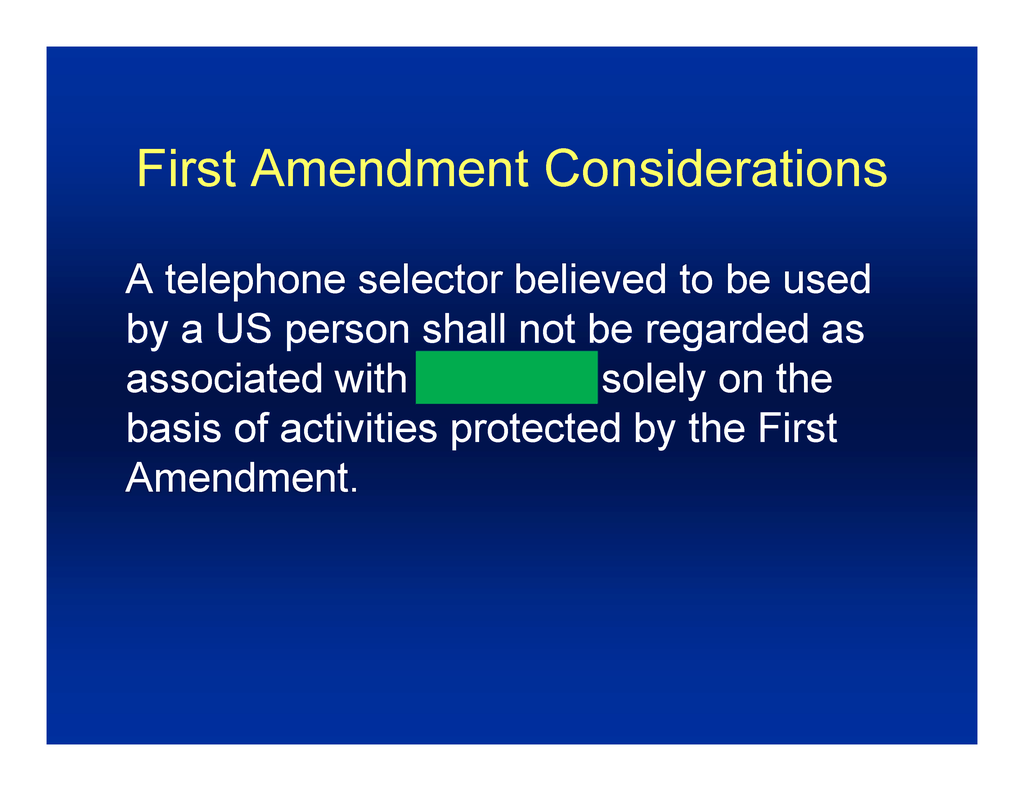 First Amendment Considerations
A telephone selector believed to be used
by a US person shall not be regarded as
associated with solely on the
basis of activities protected by the First
Amendment.